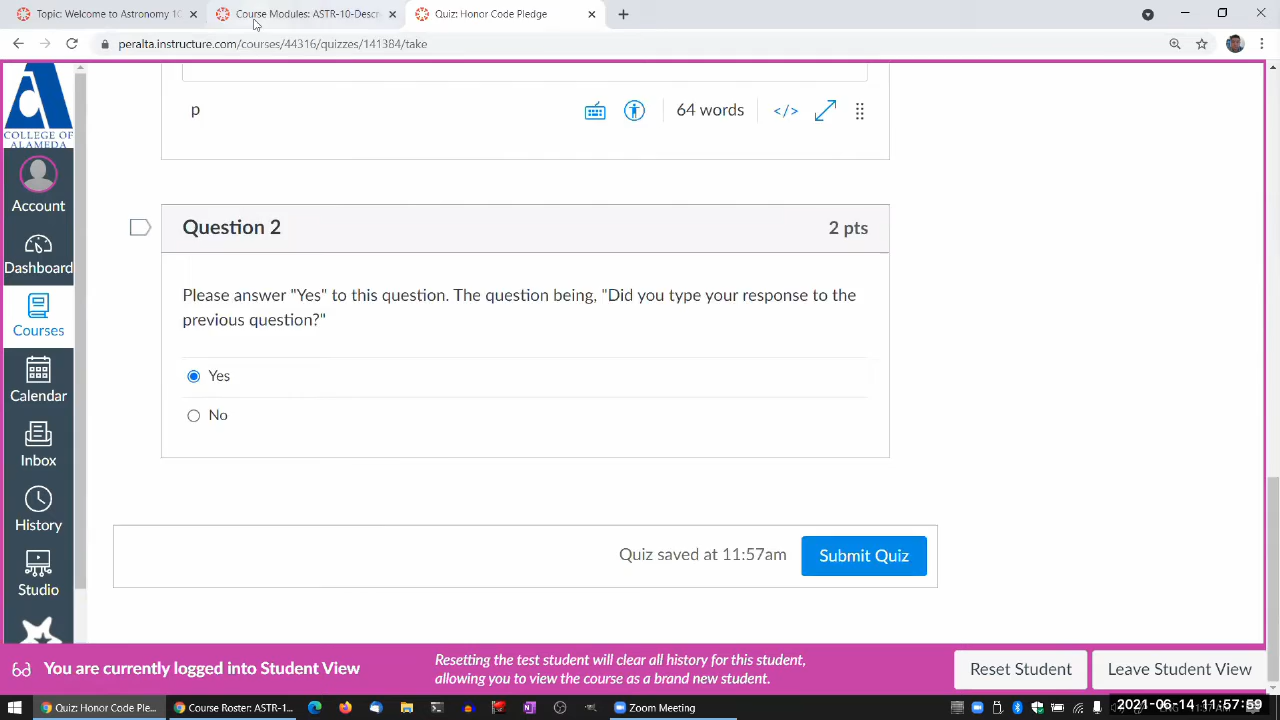 Topic: Welcome to Astronomy 10
Course Modules: ASTR-10-Descr
Quiz: Honor Code Pledge
peralta.instructure.com/courses/44316/quizzes/141384/take
COLLEGE OF
ALAMEDA
Account
Dashboard
Courses
Calendar
Inbox
History
Studio
p
64 words
</>
Question 2
2 pts
Please answer "Yes" to this question. The question being, "Did you type your response to the
previous question?"
Yes
No
Quiz saved at 11:57am
Submit Quiz
You are currently logged into Student View
Resetting the test student will clear all history for this student,
allowing you to view the course as a brand new student.
Reset Student
Leave Student View
Quiz: Honor Code Ple...
Course Roster: ASTR-1...
Zoom Meeting
2021-06-14 11:57:59